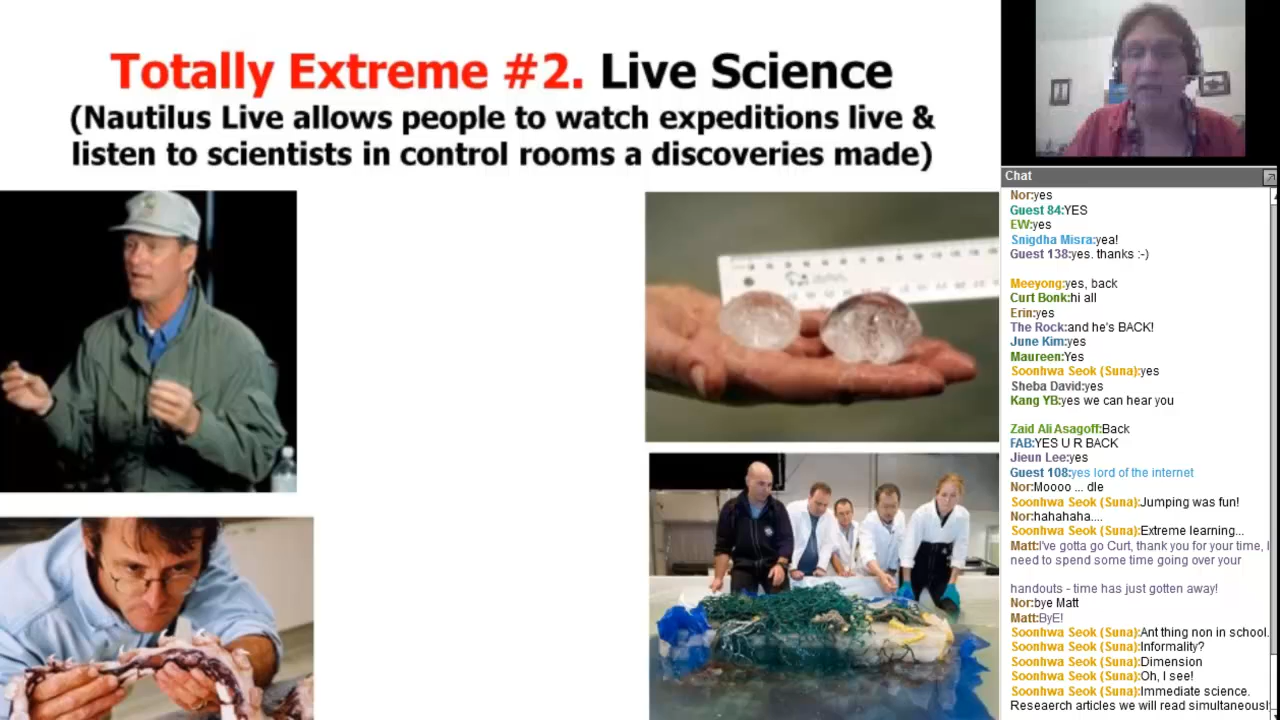 Totally Extreme #2. Live Science
(Nautilus Live allows people to watch expeditions live &
listen to scientists in control rooms a discoveries made)
Chat
Nor:yes
Guest 84:YES
EW:yes
Snigdha Misra:yea!
Guest 138:yes. thanks :-)
Meeyong:yes, back
Curt Bonk:hi all
Erin:yes
The Rock:and he's BACK!
June Kim:yes
Maureen:Yes
Soonhwa Seok (Suna):yes
Sheba David:yes
Kang YB:yes we can hear you
Zaid Ali Asagoff:Back
FAB:YES U R BACK
Jieun Lee:yes
Guest 108:yes lord of the internet
Nor:Moooo ... dle
Soonhwa Seok (Suna):Jumping was fun!
Nor:hahahaha....
Soonhwa Seok (Suna):Extreme learning...
Matt:I've gotta go Curt, thank you for your time, I
need to spend some time going over your
handouts - time has just gotten away!
Nor:bye Matt
Matt:ByE!
Soonhwa Seok (Suna):Ant thing non in school.
Soonhwa Seok (Suna):Informality?
Soonhwa Seok (Suna):Dimension
Soonhwa Seok (Suna):Oh, I see!
Soonhwa Seok (Suna):Immediate science.
Reseaerch articles we will read